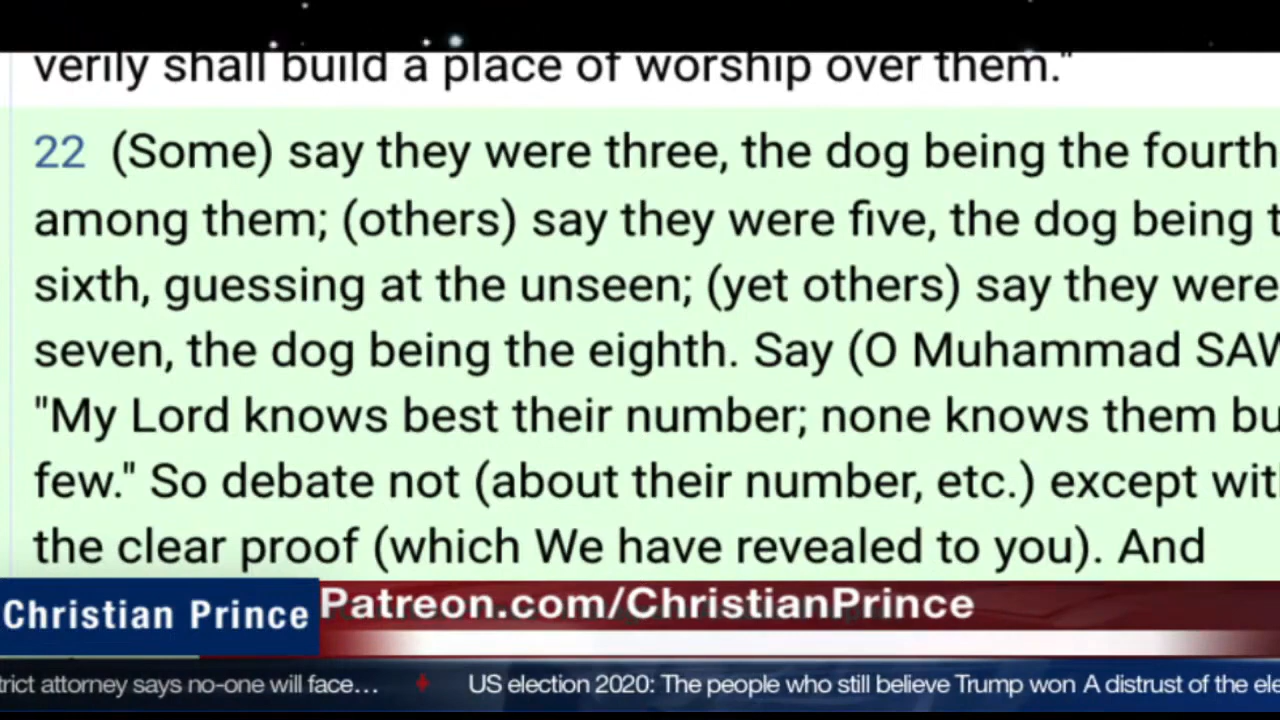 verily shall build a place of worship over them."
22 (Some) say they were three, the dog being the fourth
among them; (others) say they were five, the dog being t
sixth, guessing at the unseen; (yet others) say they were
seven, the dog being the eighth. Say (O Muhammad SAW
"My Lord knows best their number; none knows them bu
few." So debate not (about their number, etc.) except wit
the clear proof (which We have revealed to you). And
Christian Prince
Patreon.com/ChristianPrince
trict attorney says no-one will face... US election 2020: The people who still believe Trump won A distrust of the ele